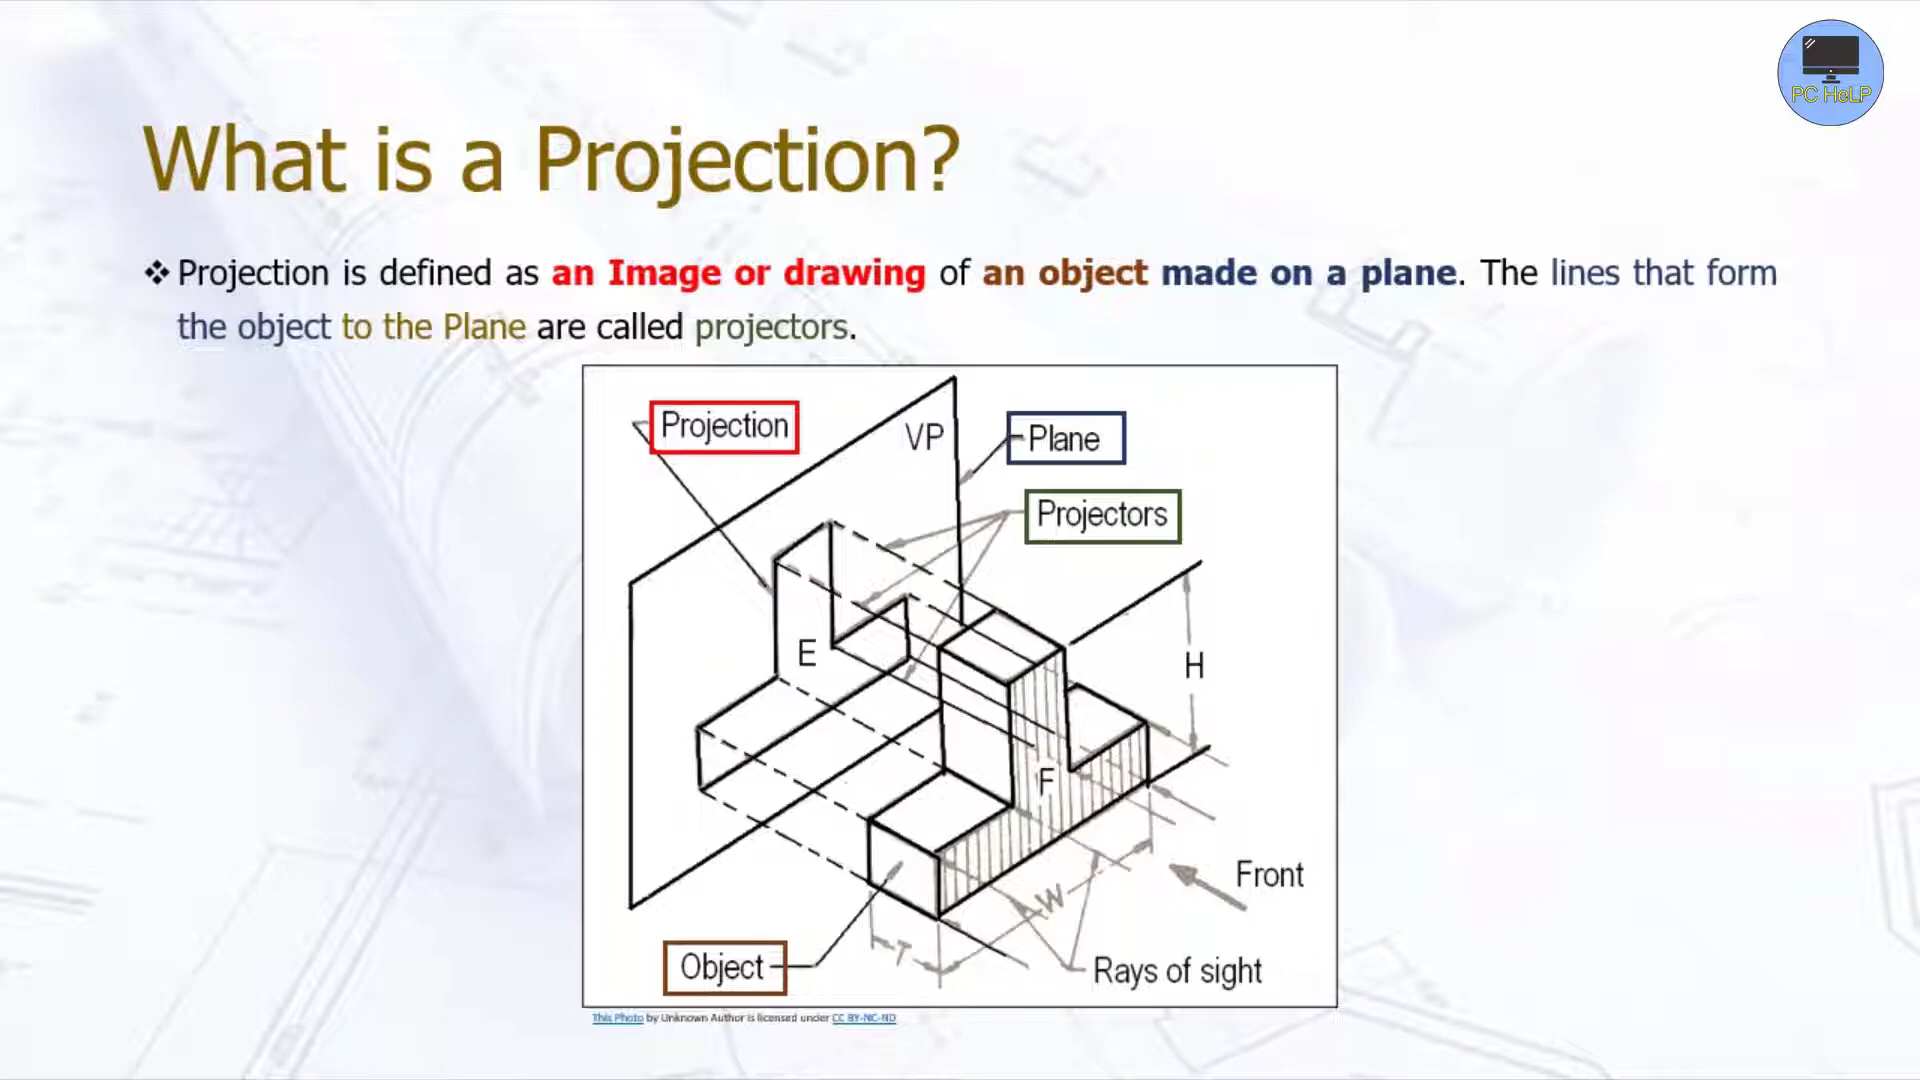 PC HeLP
What is a Projection?
❖ Projection is defined as an Image or drawing of an object made on a plane. The lines that form
the object to the Plane are called projectors.
Projection
VP
Plane
Projectors
E
H
F
Front
W
T
Object
Rays of sight
This Photo by Unknown Author is licensed under CC BY-NC-ND